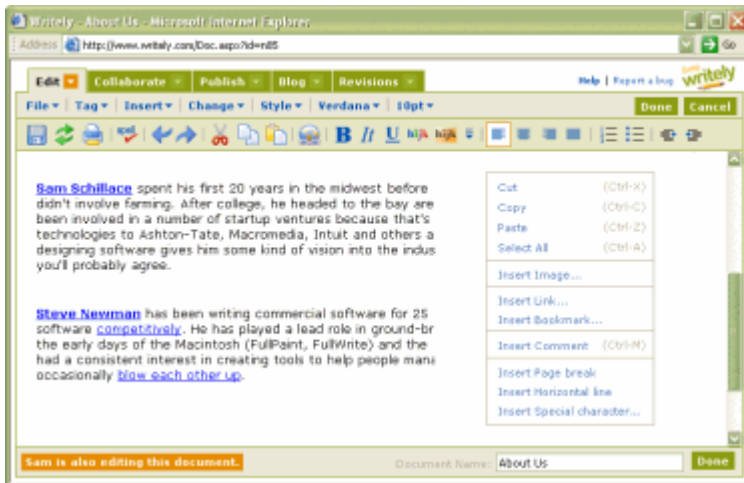 Writely - About Us - Microsoft Internet Explorer
Address http://www.writely.com/Doc.aspx?id=n85 Go
Edit Collaborate Publish Blog Revisions Help | Report a bug writely
File Tag Insert Change Style Verdana 10pt Done Cancel
B I U
Sam Schillace spent his first 20 years in the midwest before
didn't involve farming. After college, he headed to the bay are
been involved in a number of startup ventures because that's
technologies to Ashton-Tate, Macromedia, Intuit and others a
designing software gives him some kind of vision into the indus
you'll probably agree.
Steve Newman has been writing commercial software for 25
software competitively. He has played a lead role in ground-br
the early days of the Macintosh (FullPaint, FullWrite) and the
had a consistent interest in creating tools to help people mana
occasionally blow each other up.
Cut (Ctrl-X)
Copy (Ctrl-C)
Paste (Ctrl-Z)
Select All (Ctrl-A)
Insert Image...
Insert Link...
Insert Bookmark...
Insert Comment (Ctrl-M)
Insert Page break
Insert Horizontal line
Insert Special character...
Sam is also editing this document. Document Name: About Us Done